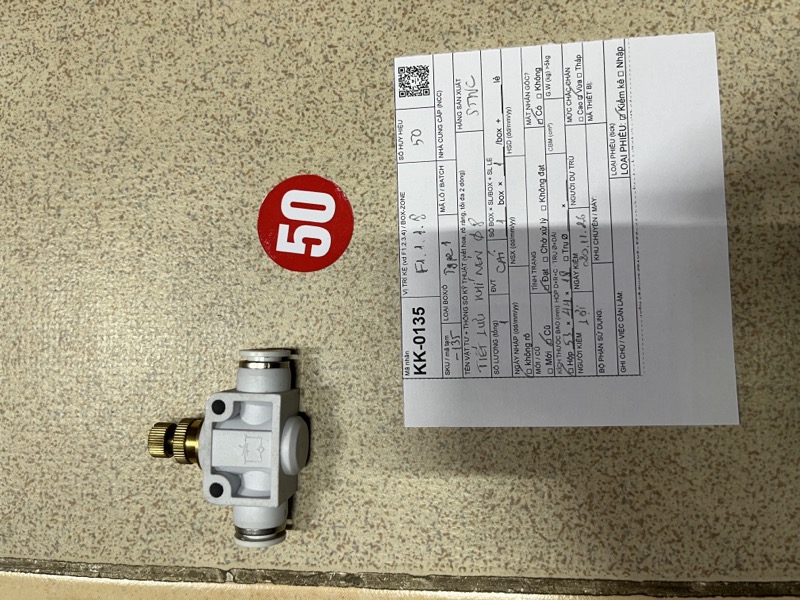 50
Mã nhãn
KK-0135
VỊ TRÍ KỆ (vd F1.2.3.4) / BOX-ZONE
F1.1.1.8
SỐ HUY HIỆU
50
SKU / mã tạm
-135
LOẠI BOX/Ô
Type 1
MÃ LÔ / BATCH
NHÀ CUNG CẤP (NCC)
TÊN VẬT TƯ + THÔNG SỐ KỸ THUẬT (viết hoa, rõ ràng, tối đa 2 dòng)
TIẾT LƯU KHÍ NÉN Ø8
HÃNG SẢN XUẤT
STNC
SỐ LƯỢNG (tổng)
1
ĐVT
CÁI
SỐ BOX × SL/BOX + SL LẺ
1 box × 1 /box + lẻ
NGÀY NHẬP (dd/mm/yy)
☑ không rõ
NSX (dd/mm/yy)
HSD (dd/mm/yy)
MỚI / CŨ
☐ Mới ☑ Cũ
TÌNH TRẠNG
☑ Đạt ☐ Chờ xử lý ☐ Không đạt
MẤT NHÃN GỐC?
☑ Có ☐ Không
KÍCH THƯỚC BAO (mm): HỘP D×R×C | TRỤ Ø×DÀI
☑ Hộp 53 × 44 × 18 ☐ Trụ Ø ×
CBM (cm³)
G.W (kg) >5kg
NGƯỜI KIỂM
NGÀY KIỂM
NGƯỜI DỰ TRÙ
MỨC CHẮC CHẮN
☐ Cao ☑ Vừa ☐ Thấp
BỘ PHẬN SỬ DỤNG:
KHU CHUYỀN / MÁY:
MÃ THIẾT BỊ:
GHI CHÚ / VIỆC CẦN LÀM:
LOẠI PHIẾU (tick)
LOẠI PHIẾU: ☑ Kiểm kê ☐ Nhập